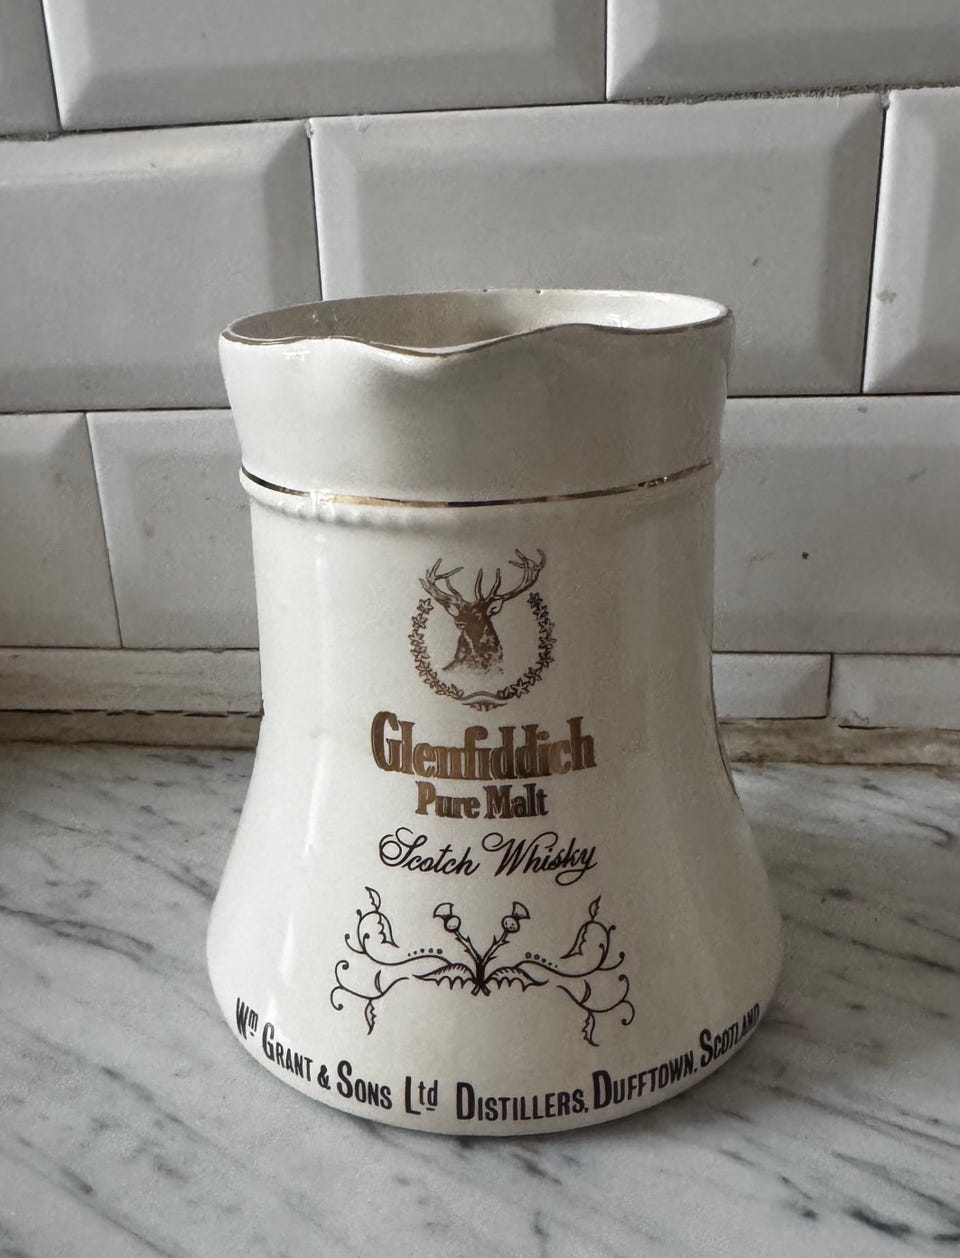 Glenfiddich
Pure Malt
Scotch Whisky
Wm GRANT & SONS Ltd DISTILLERS, DUFFTOWN, SCOTLAND